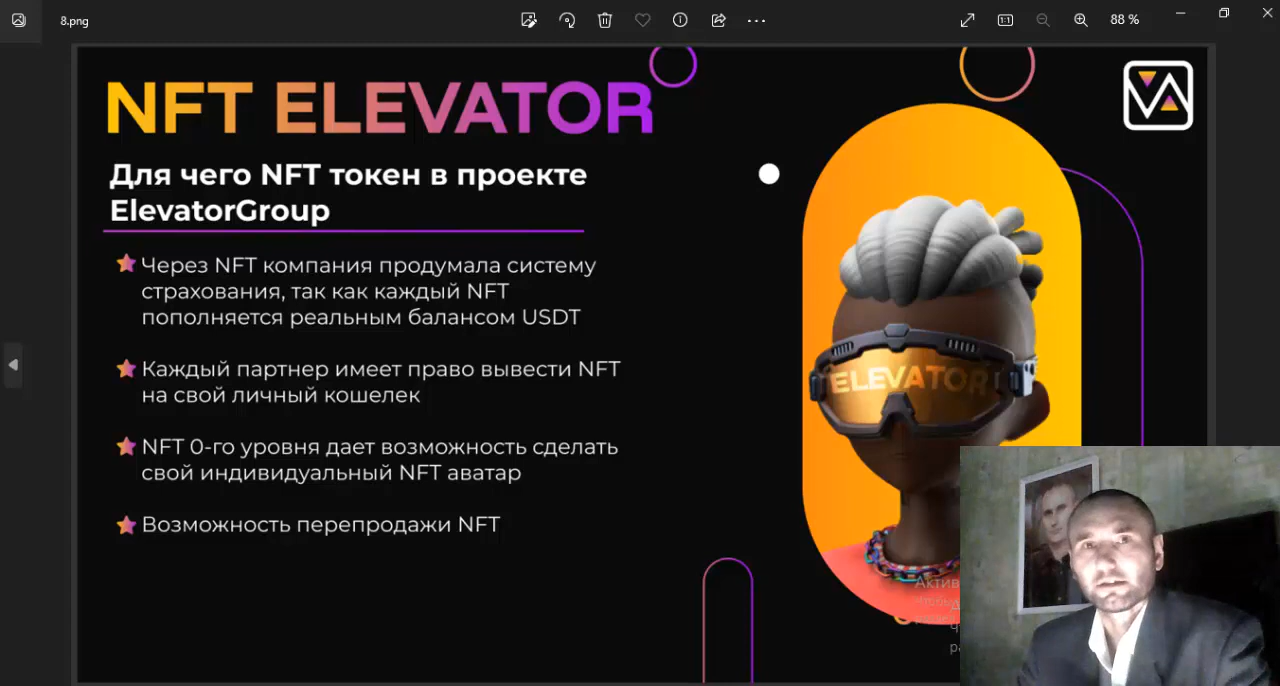 8.png
88 %
NFT ELEVATOR
Для чего NFT токен в проекте
ElevatorGroup
Через NFT компания продумала систему
страхования, так как каждый NFT
пополняется реальным балансом USDT
Каждый партнер имеет право вывести NFT
на свой личный кошелек
NFT 0-го уровня дает возможность сделать
свой индивидуальный NFT аватар
Возможность перепродажи NFT
ELEVATOR